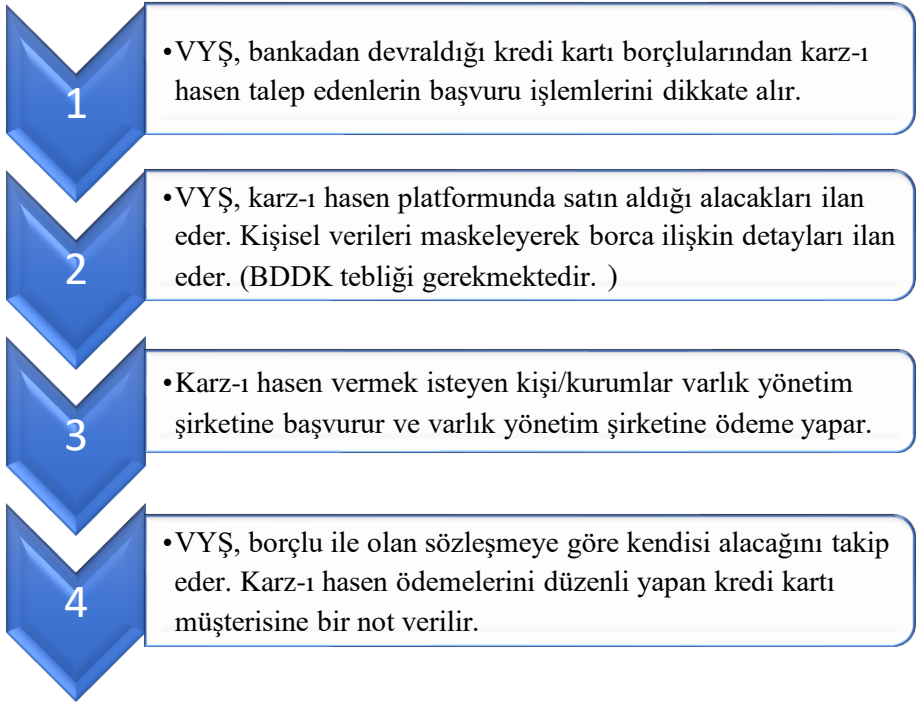 1
•VYŞ, bankadan devraldığı kredi kartı borçlularından karz-ı
hasen talep edenlerin başvuru işlemlerini dikkate alır.
2
•VYŞ, karz-ı hasen platformunda satın aldığı alacakları ilan
eder. Kişisel verileri maskeleyerek borca ilişkin detayları ilan
eder. (BDDK tebliği gerekmektedir. )
3
•Karz-ı hasen vermek isteyen kişi/kurumlar varlık yönetim
şirketine başvurur ve varlık yönetim şirketine ödeme yapar.
4
•VYŞ, borçlu ile olan sözleşmeye göre kendisi alacağını takip
eder. Karz-ı hasen ödemelerini düzenli yapan kredi kartı
müşterisine bir not verilir.